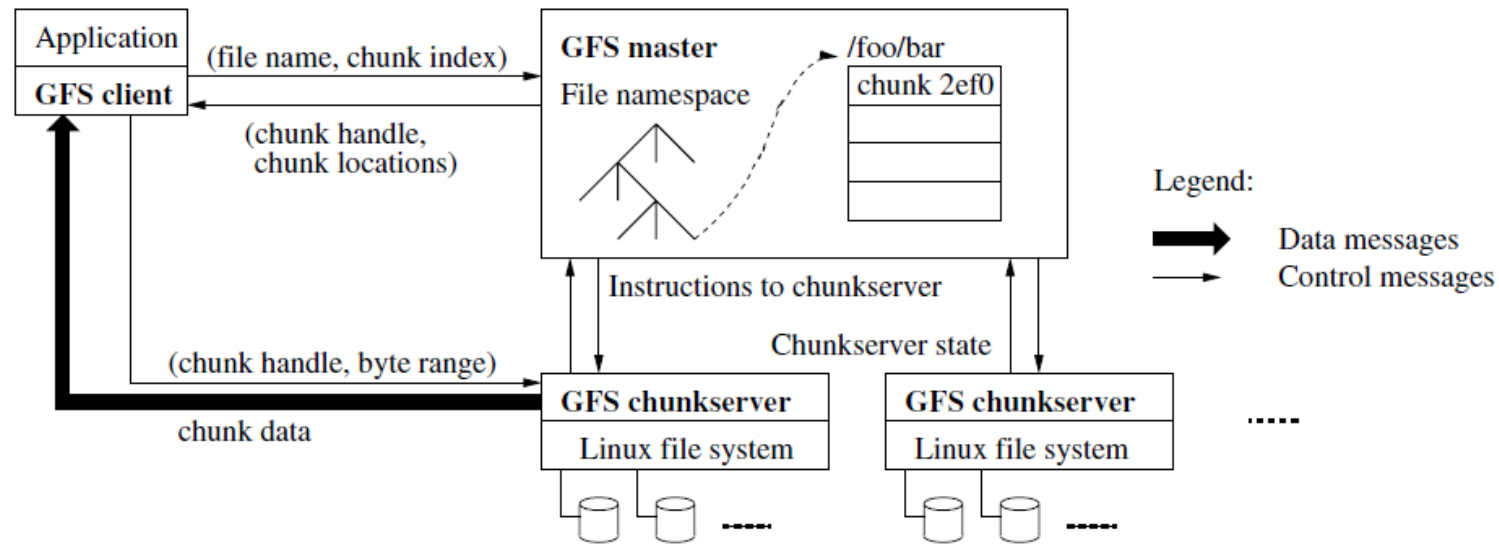 Application
GFS client
(file name, chunk index)
(chunk handle,
chunk locations)
GFS master
File namespace
/foo/bar
chunk 2ef0
Legend:
Data messages
Control messages
Instructions to chunkserver
Chunkserver state
(chunk handle, byte range)
chunk data
GFS chunkserver
Linux file system
GFS chunkserver
Linux file system